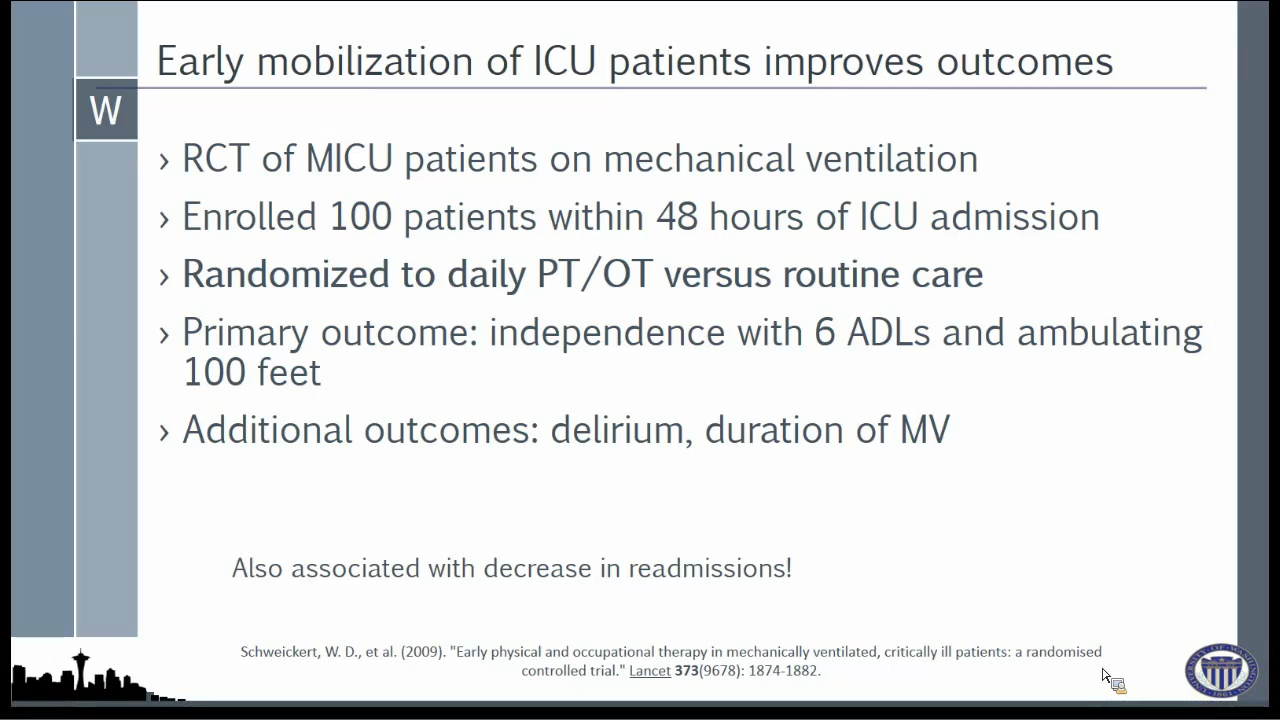 Early mobilization of ICU patients improves outcomes
W
› RCT of MICU patients on mechanical ventilation
› Enrolled 100 patients within 48 hours of ICU admission
› Randomized to daily PT/OT versus routine care
› Primary outcome: independence with 6 ADLs and ambulating
100 feet
› Additional outcomes: delirium, duration of MV
Also associated with decrease in readmissions!
Schweickert, W. D., et al. (2009). "Early physical and occupational therapy in mechanically ventilated, critically ill patients: a randomised
controlled trial." Lancet 373(9678): 1874-1882.
UNIVERSITY OF WASHINGTON
1861